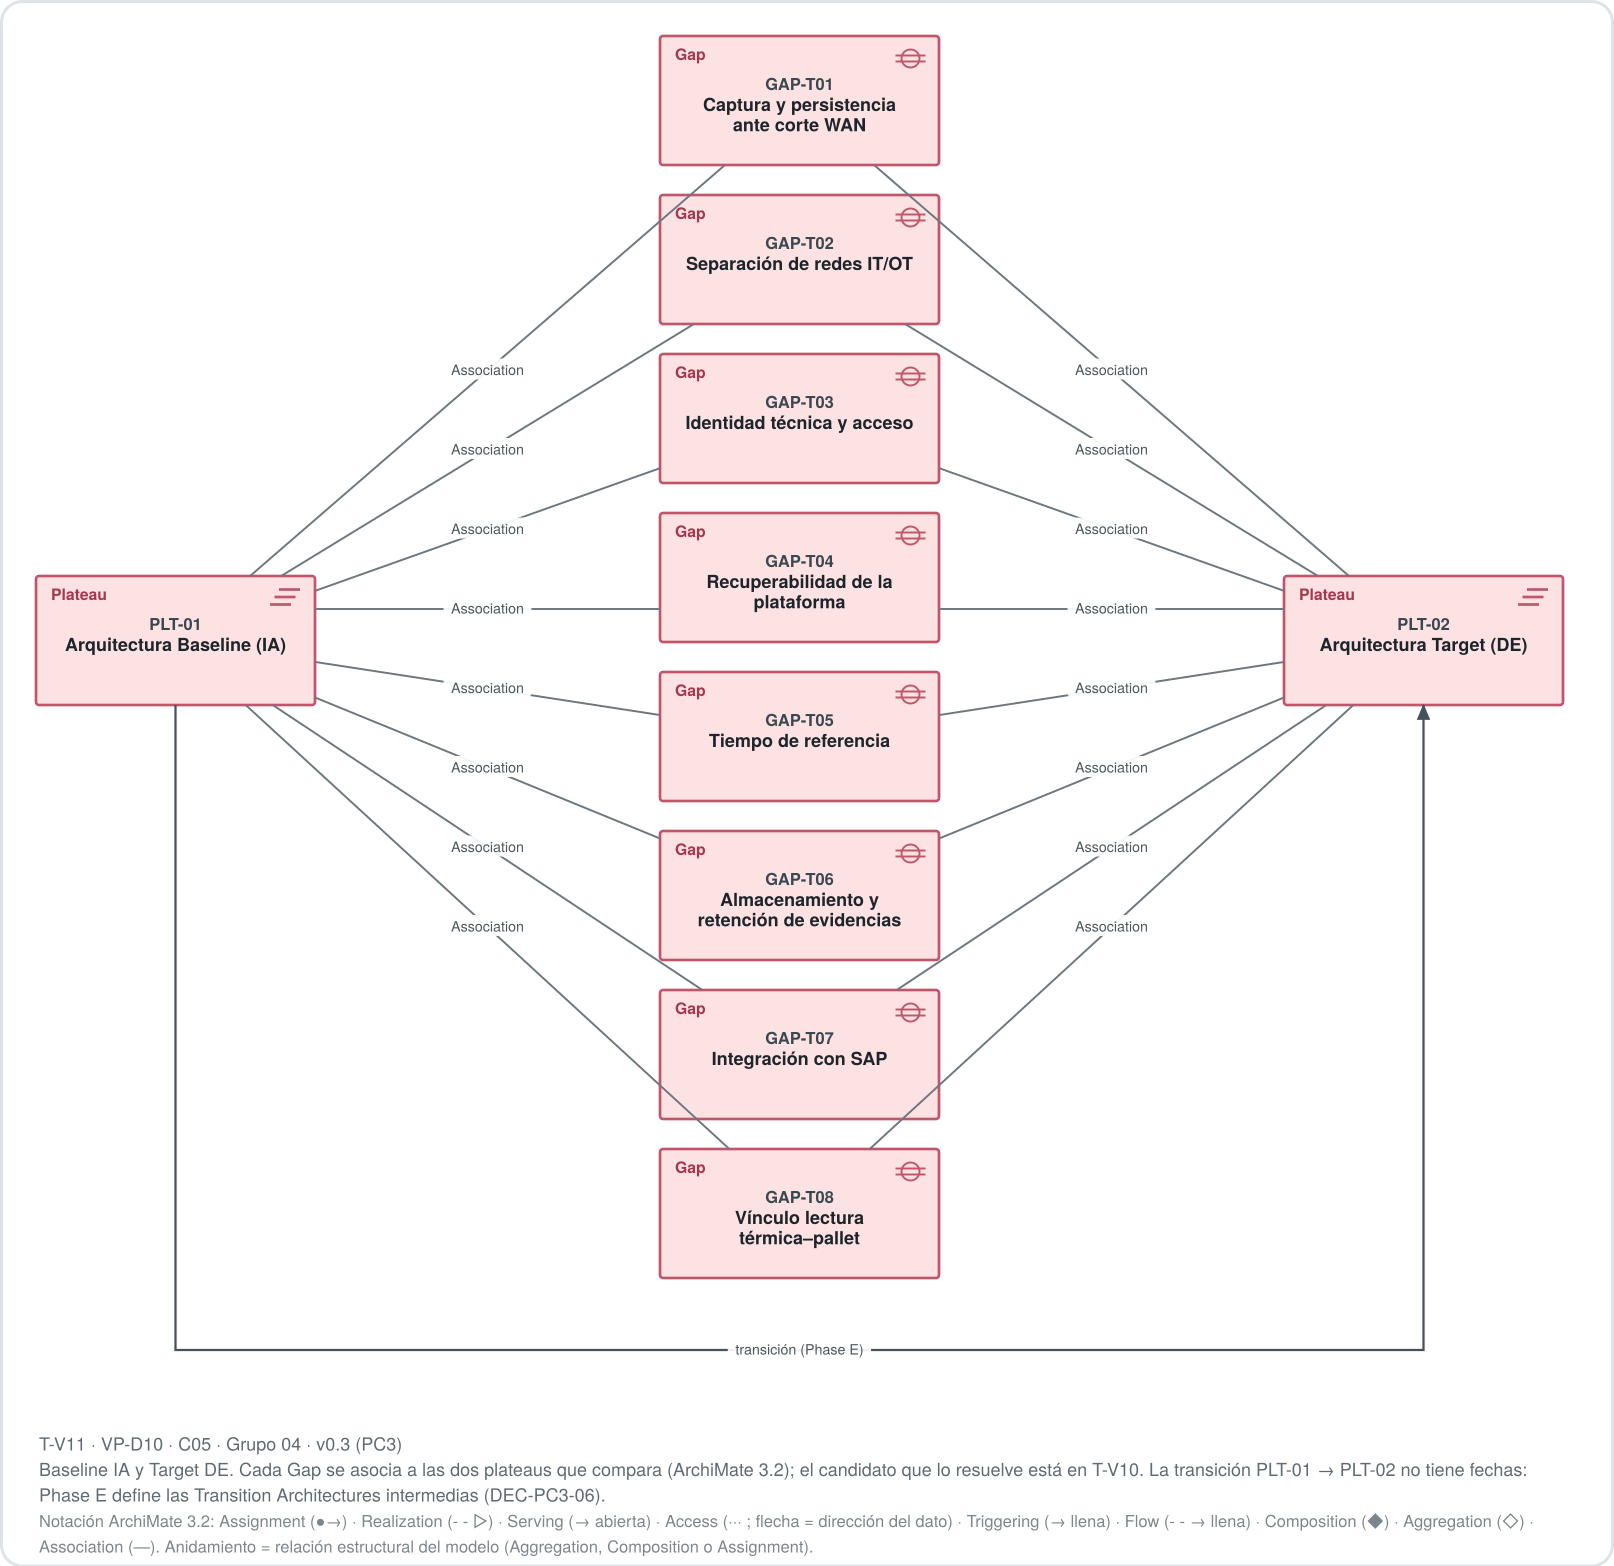 Gap
GAP-T01
Captura y persistencia
ante corte WAN
Gap
GAP-T02
Separación de redes IT/OT
Association
Association
Gap
GAP-T03
Identidad técnica y acceso
Association
Association
Association
Association
Gap
GAP-T04
Recuperabilidad de la
plataforma
Plateau
PLT-01
Arquitectura Baseline (IA)
Association
Association
Plateau
PLT-02
Arquitectura Target (DE)
Association
Association
Gap
GAP-T05
Tiempo de referencia
Association
Association
Gap
GAP-T06
Almacenamiento y
retención de evidencias
Association
Association
Association
Association
Gap
GAP-T07
Integración con SAP
Gap
GAP-T08
Vínculo lectura
térmica–pallet
transición (Phase E)
T-V11 · VP-D10 · C05 · Grupo 04 · v0.3 (PC3)
Baseline IA y Target DE. Cada Gap se asocia a las dos plateaus que compara (ArchiMate 3.2); el candidato que lo resuelve está en T-V10. La transición PLT-01 → PLT-02 no tiene fechas:
Phase E define las Transition Architectures intermedias (DEC-PC3-06).
Notación ArchiMate 3.2: Assignment (●→) · Realization (- - ▷) · Serving (→ abierta) · Access (··· ; flecha = dirección del dato) · Triggering (→ llena) · Flow (- - → llena) · Composition (◆) · Aggregation (◇) ·
Association (—). Anidamiento = relación estructural del modelo (Aggregation, Composition o Assignment).